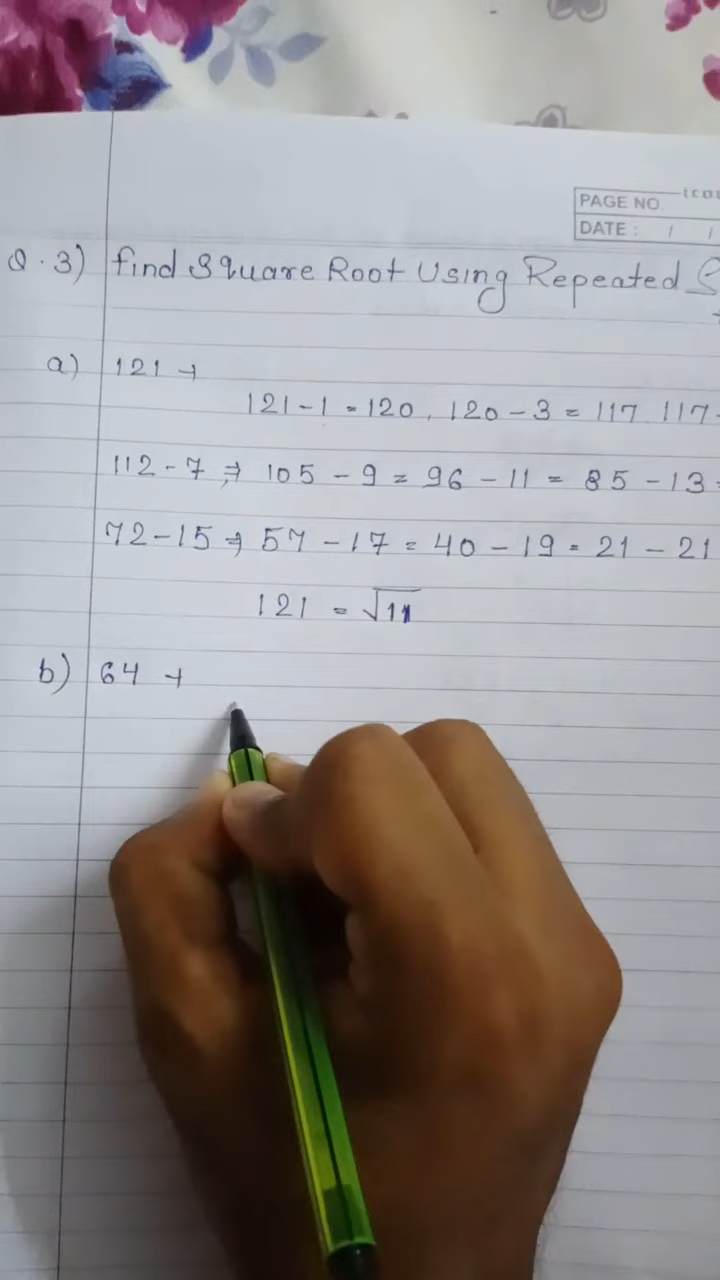 PAGE NO.
DATE : / /
Q.3) find Square Root Using Repeated
a) 121 →
121 - 1 = 120, 120 - 3 = 117 117 -
112 - 7 ⇒ 105 - 9 = 96 - 11 = 85 - 13 =
72 - 15 ⇒ 57 - 17 = 40 - 19 = 21 - 21
121 = √11
b) 64 →